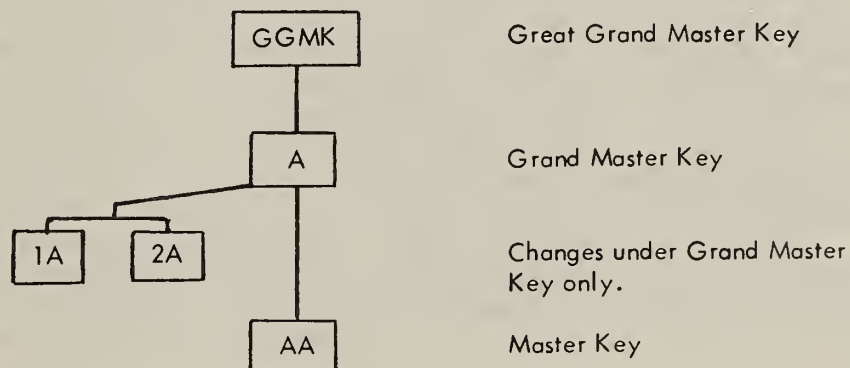 GGMK
Great Grand Master Key
A
Grand Master Key
1A
2A
Changes under Grand Master
Key only.
AA
Master Key